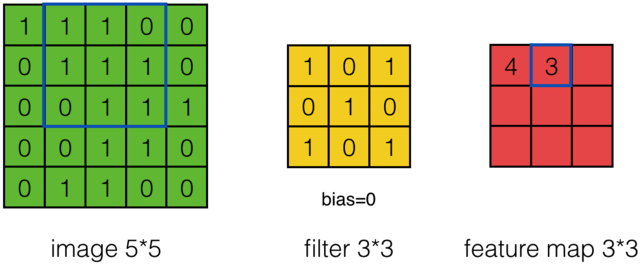 1 1 1 0 0
0 1 1 1 0
0 0 1 1 1
0 0 1 1 0
0 1 1 0 0
1 0 1
0 1 0
1 0 1
4 3
bias=0
image 5*5
filter 3*3
feature map 3*3